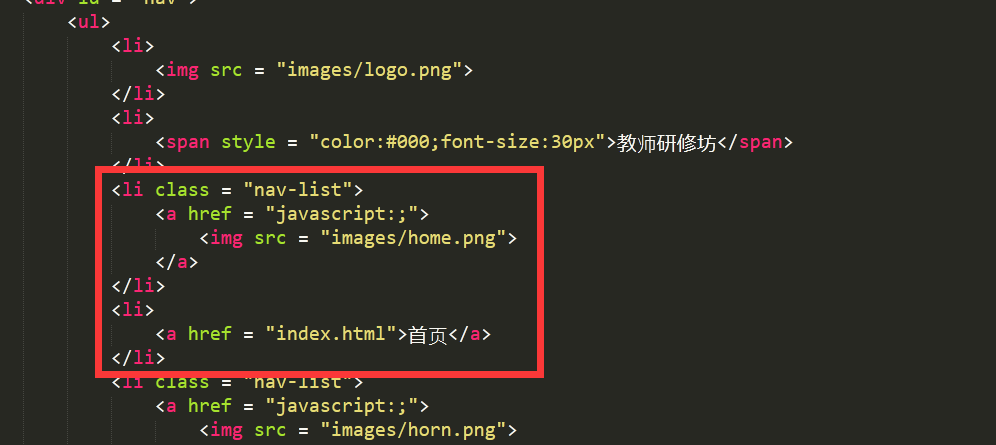 <div id = "nav">
<ul>
<li>
<img src = "images/logo.png">
</li>
<li>
<span style = "color:#000;font-size:30px">教师研修坊</span>
</li>
<li class = "nav-list">
<a href = "javascript:;">
<img src = "images/home.png">
</a>
</li>
<li>
<a href = "index.html">首页</a>
</li>
<li class = "nav-list">
<a href = "javascript:;">
<img src = "images/horn.png">